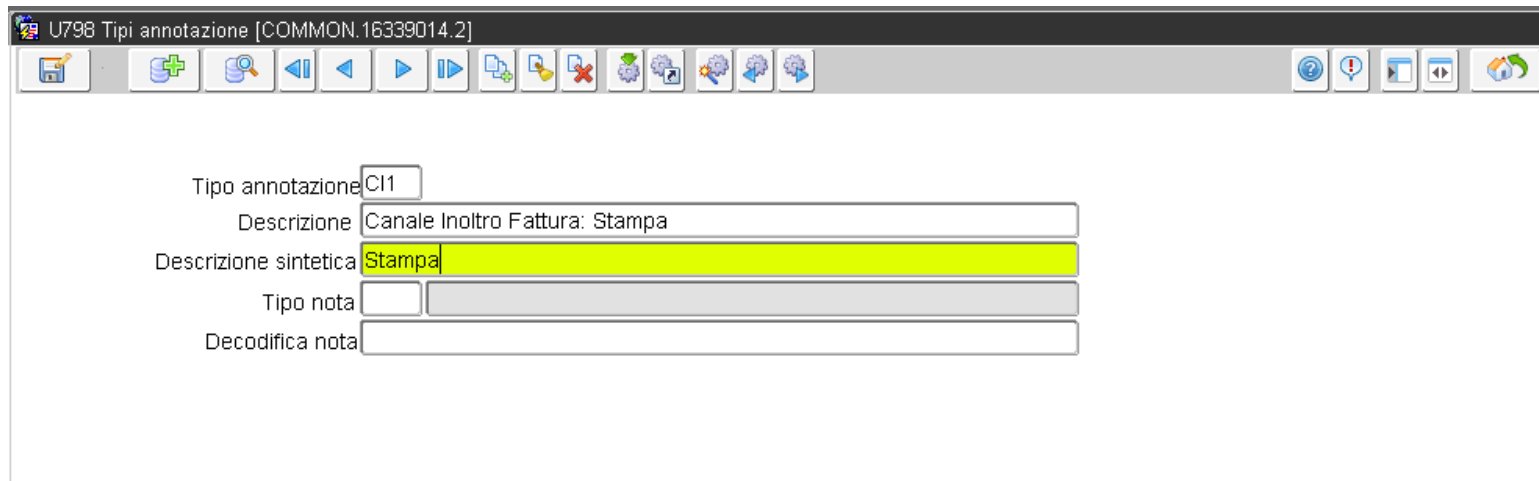 U798 Tipi annotazione [COMMON.16339014.2]
Tipo annotazione CI1
Descrizione Canale Inoltro Fattura: Stampa
Descrizione sintetica Stampa
Tipo nota
Decodifica nota